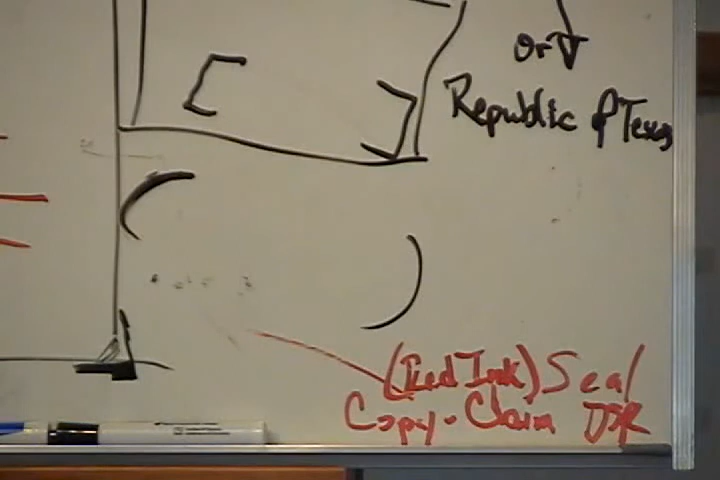 or
Republic of Texas
(Red Ink) Seal
Copy - Claim